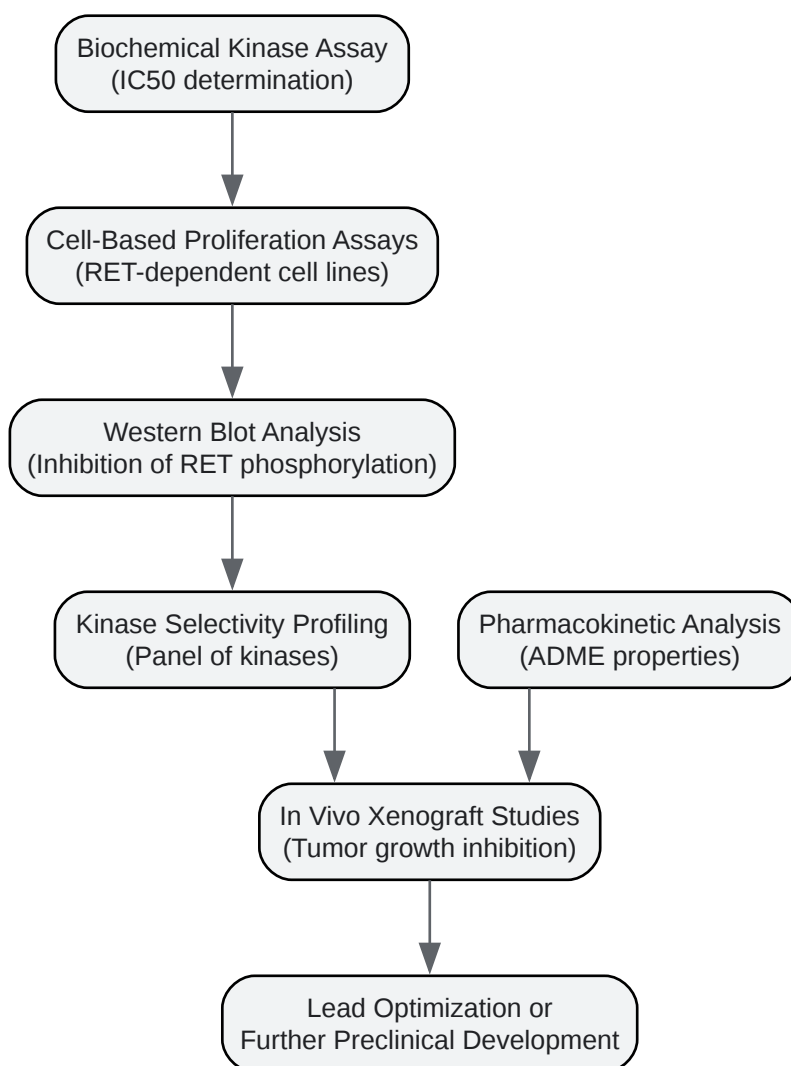 Biochemical Kinase Assay
(IC50 determination)
Cell-Based Proliferation Assays
(RET-dependent cell lines)
Western Blot Analysis
(Inhibition of RET phosphorylation)
Kinase Selectivity Profiling
(Panel of kinases)
Pharmacokinetic Analysis
(ADME properties)
In Vivo Xenograft Studies
(Tumor growth inhibition)
Lead Optimization or
Further Preclinical Development